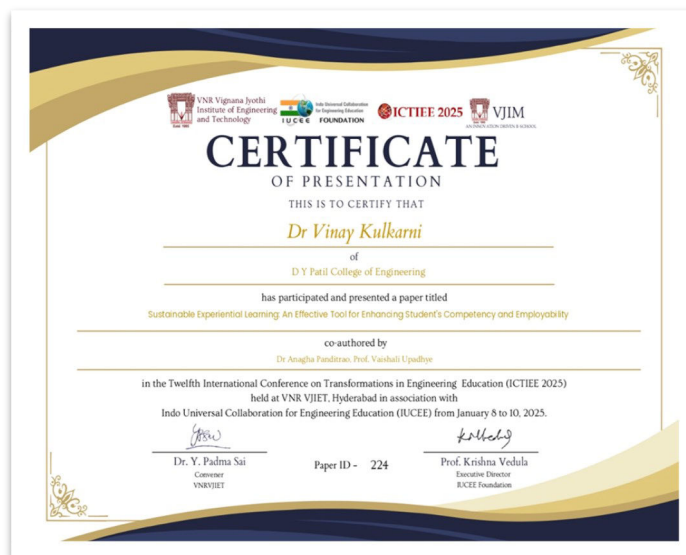 VNR Vignana Jyothi
Institute of Engineering
and Technology
Estd. 1995
Indo Universal Collaboration
for Engineering Education
IUCEE FOUNDATION
ICTIEE 2025
VJIM
CERTIFICATE
OF PRESENTATION
THIS IS TO CERTIFY THAT
Dr Vinay Kulkarni
of
D Y Patil College of Engineering
has participated and presented a paper titled
Sustainable Experiential Learning: An Effective Tool for Enhancing Student's Competency and Employability
co-authored by
Dr Anagha Panditrao, Prof. Vaishali Upadhye
in the Twelfth International Conference on Transformations in Engineering Education (ICTIEE 2025)
held at VNR VJIET, Hyderabad in association with
Indo Universal Collaboration for Engineering Education (IUCEE) from January 8 to 10, 2025.
Dr. Y. Padma Sai
Convener
VNRVJIET
Paper ID - 224
Prof. Krishna Vedula
Executive Director
IUCEE Foundation